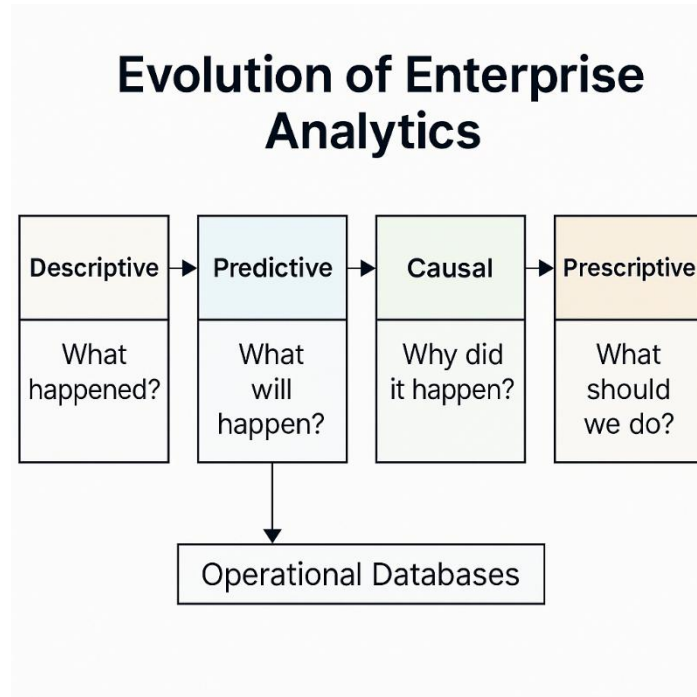 Evolution of Enterprise
Analytics
Descriptive
Predictive
Causal
Prescriptive
What
happened?
What
will
happen?
Why did
it happen?
What
should
we do?
Operational Databases